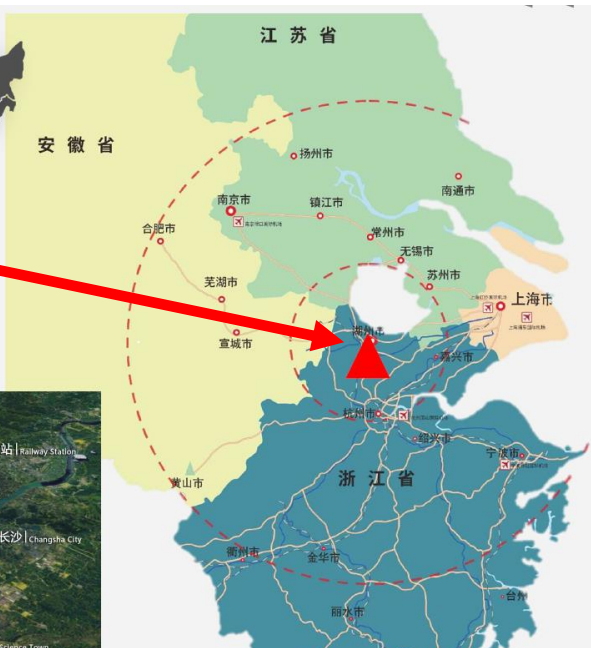 江苏省
安徽省
扬州市
南通市
南京市
镇江市
合肥市
常州市
无锡市
芜湖市
苏州市
上海市
湖州市
宣城市
嘉兴市
杭州市
绍兴市
站 | Railway Station
宁波市
黄山市
浙江省
长沙 | Changsha City
衢州市
金华市
台州
丽水市
Science Town